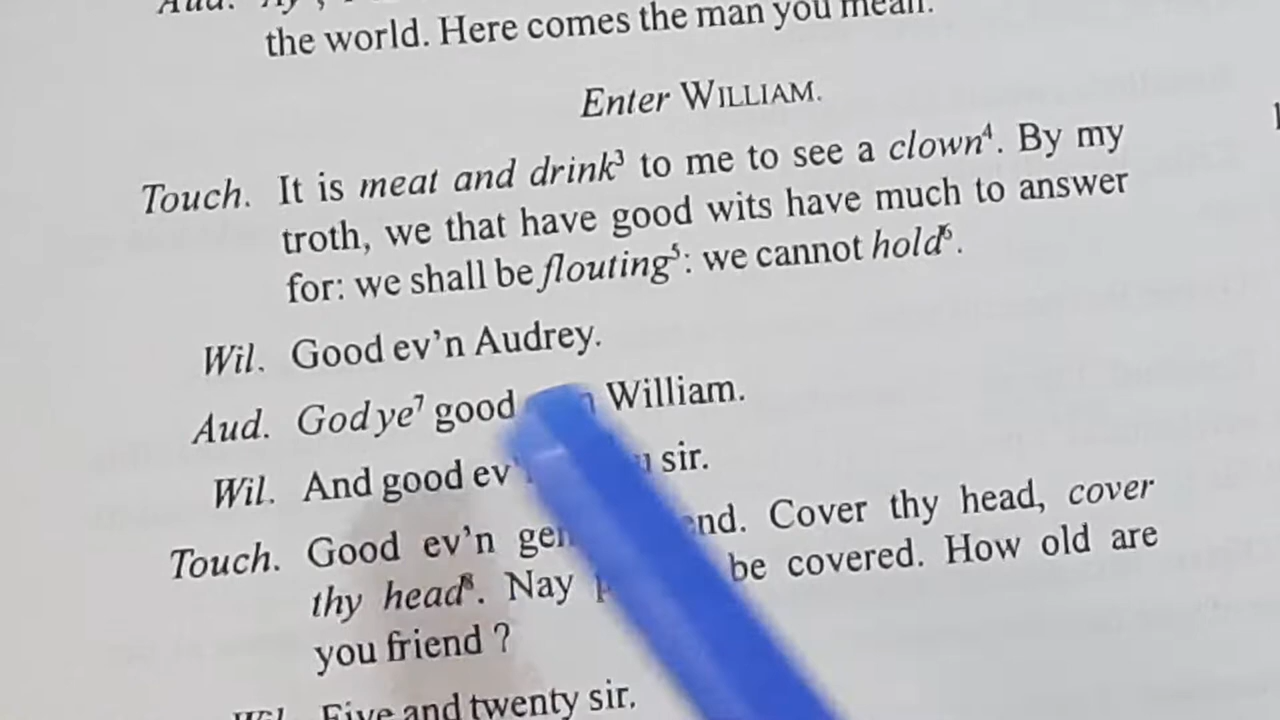 Aud. Ay,
the world. Here comes the man you mean.
Enter WILLIAM.
Touch. It is meat and drink³ to me to see a clown⁴. By my
troth, we that have good wits have much to answer
for: we shall be flouting⁵: we cannot hold⁶.
Wil. Good ev'n Audrey.
Aud. God ye⁷ good William.
Wil. And good ev' sir.
Touch. Good ev'n Cover thy head, cover
thy head⁸. Nay be covered. How old are
you friend ?
Wil. Five and twenty sir.